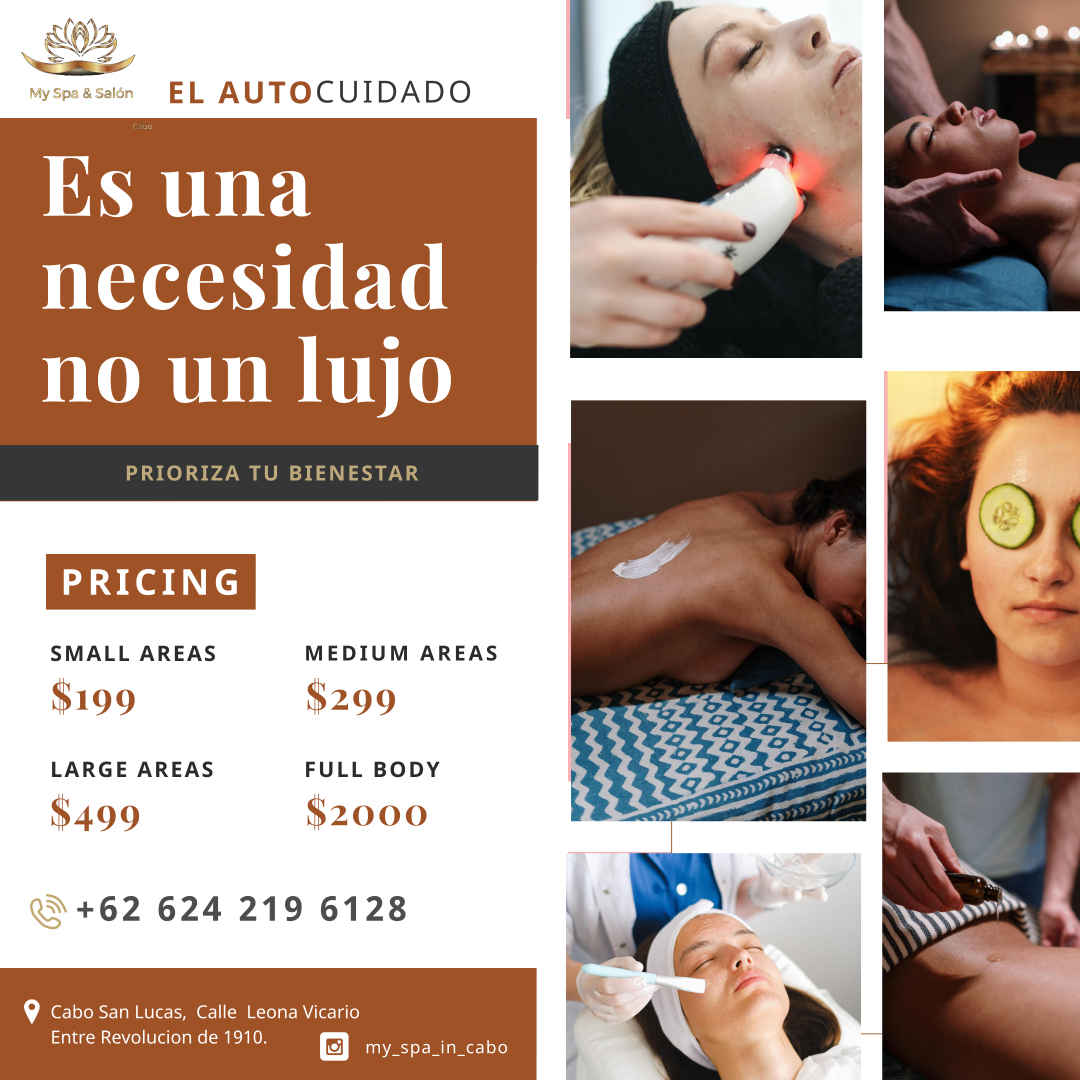 My Spa & Salón
EL AUTOCUIDADO
Es una
necesidad
no un lujo
PRIORIZA TU BIENESTAR
PRICING
SMALL AREAS
$199
MEDIUM AREAS
$299
LARGE AREAS
$499
FULL BODY
$2000
+62 624 219 6128
Cabo San Lucas, Calle Leona Vicario
Entre Revolucion de 1910.
my_spa_in_cabo